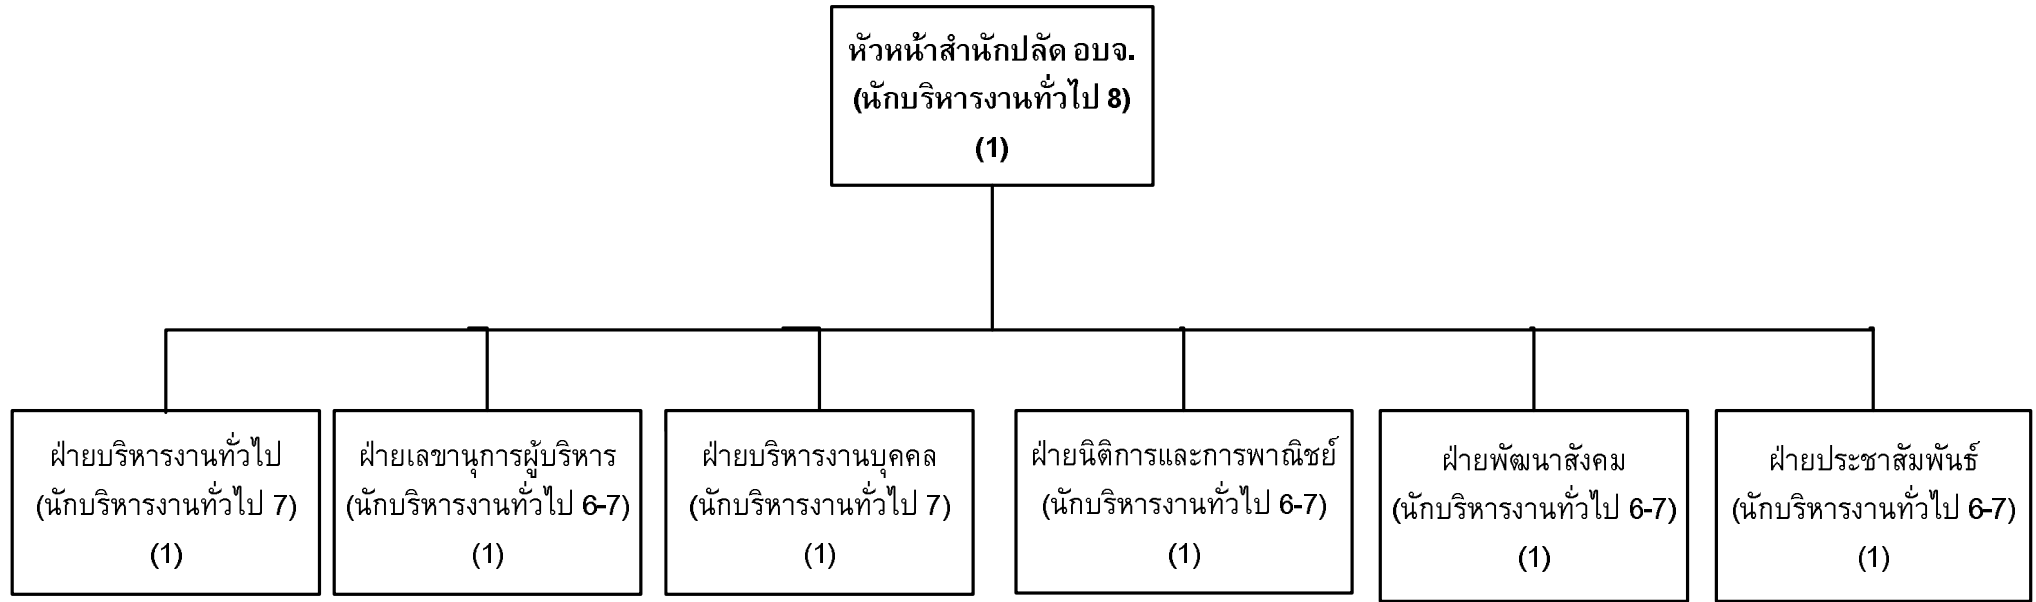 หัวหน้าสำนักปลัด อบจ.
(นักบริหารงานทั่วไป 8)
(1)
ฝ่ายบริหารงานทั่วไป
(นักบริหารงานทั่วไป 7)
(1)
ฝ่ายเลขานุการผู้บริหาร
(นักบริหารงานทั่วไป 6-7)
(1)
ฝ่ายบริหารงานบุคคล
(นักบริหารงานทั่วไป 7)
(1)
ฝ่ายนิติการและการพาณิชย์
(นักบริหารงานทั่วไป 6-7)
(1)
ฝ่ายพัฒนาสังคม
(นักบริหารงานทั่วไป 6-7)
(1)
ฝ่ายประชาสัมพันธ์
(นักบริหารงานทั่วไป 6-7)
(1)